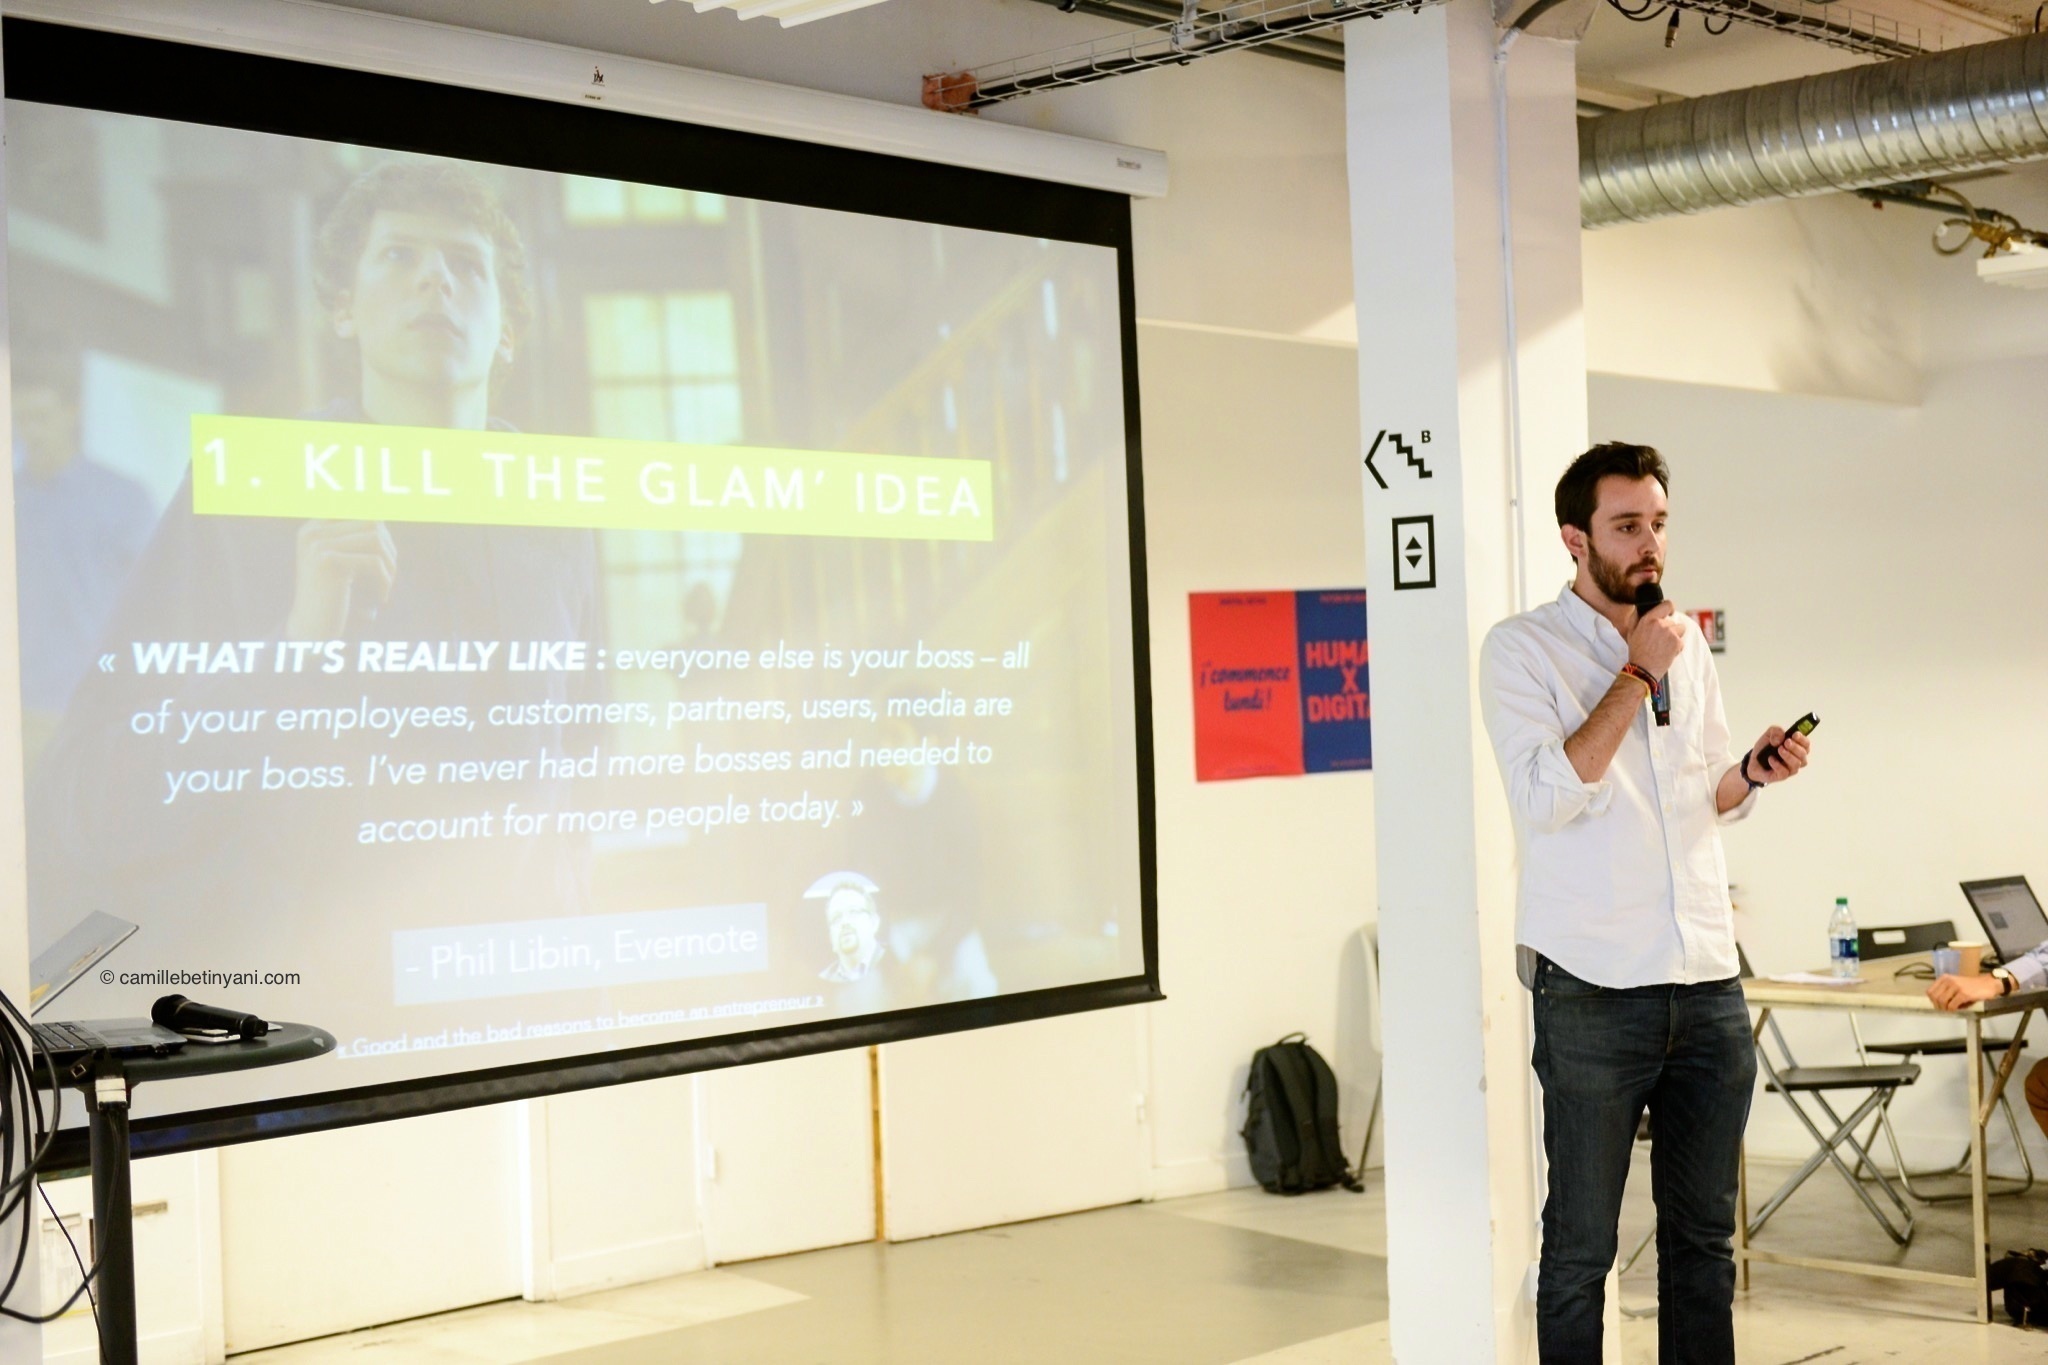 1. KILL THE GLAM' IDEA
« WHAT IT'S REALLY LIKE : everyone else is your boss – all
of your employees, customers, partners, users, media are
your boss. I've never had more bosses and needed to
account for more people today. »
- Phil Libin, Evernote
« Good and the bad reasons to become an entrepreneur »
© camillebetinyani.com
B
j'commence
lundi !
HUMA
X
DIGITA